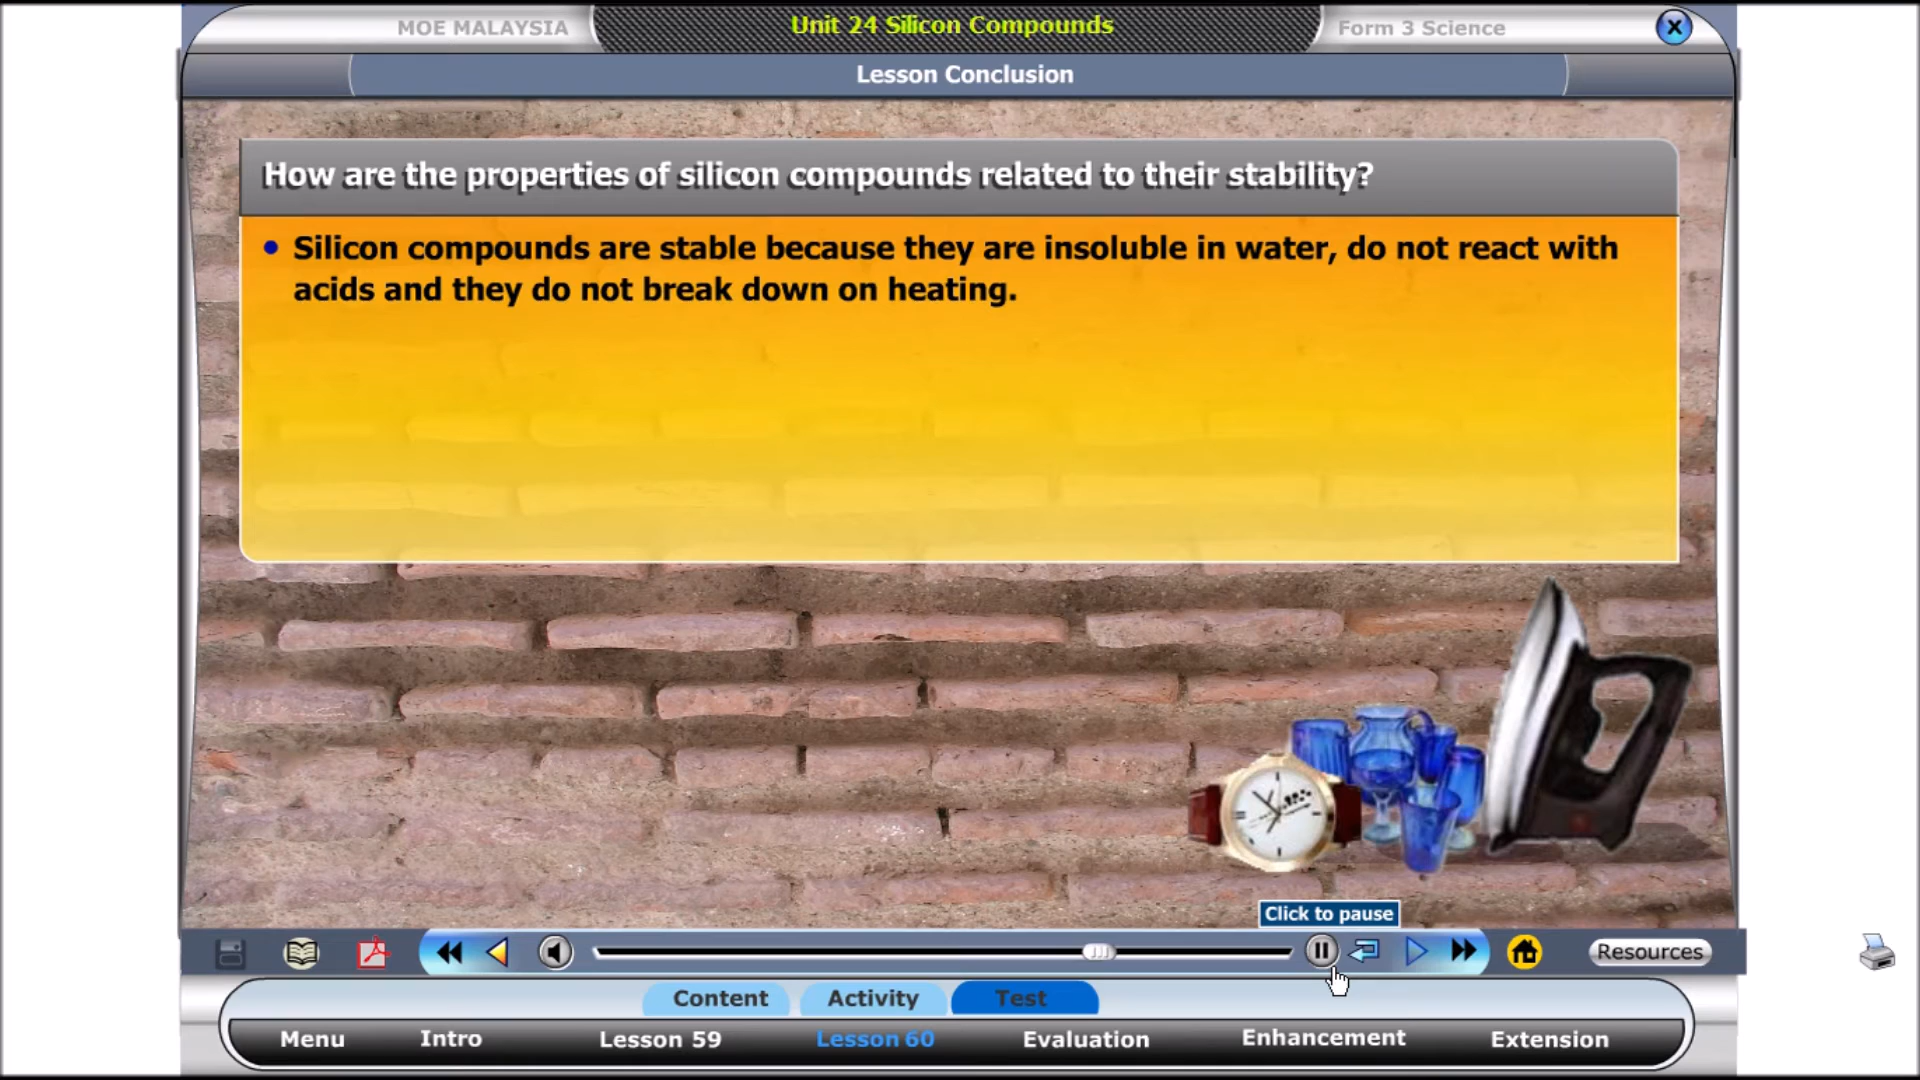 MOE MALAYSIA
Unit 24 Silicon Compounds
Form 3 Science
Lesson Conclusion
How are the properties of silicon compounds related to their stability?
• Silicon compounds are stable because they are insoluble in water, do not react with
acids and they do not break down on heating.
Click to pause
Resources
Content
Activity
Test
Menu
Intro
Lesson 59
Lesson 60
Evaluation
Enhancement
Extension